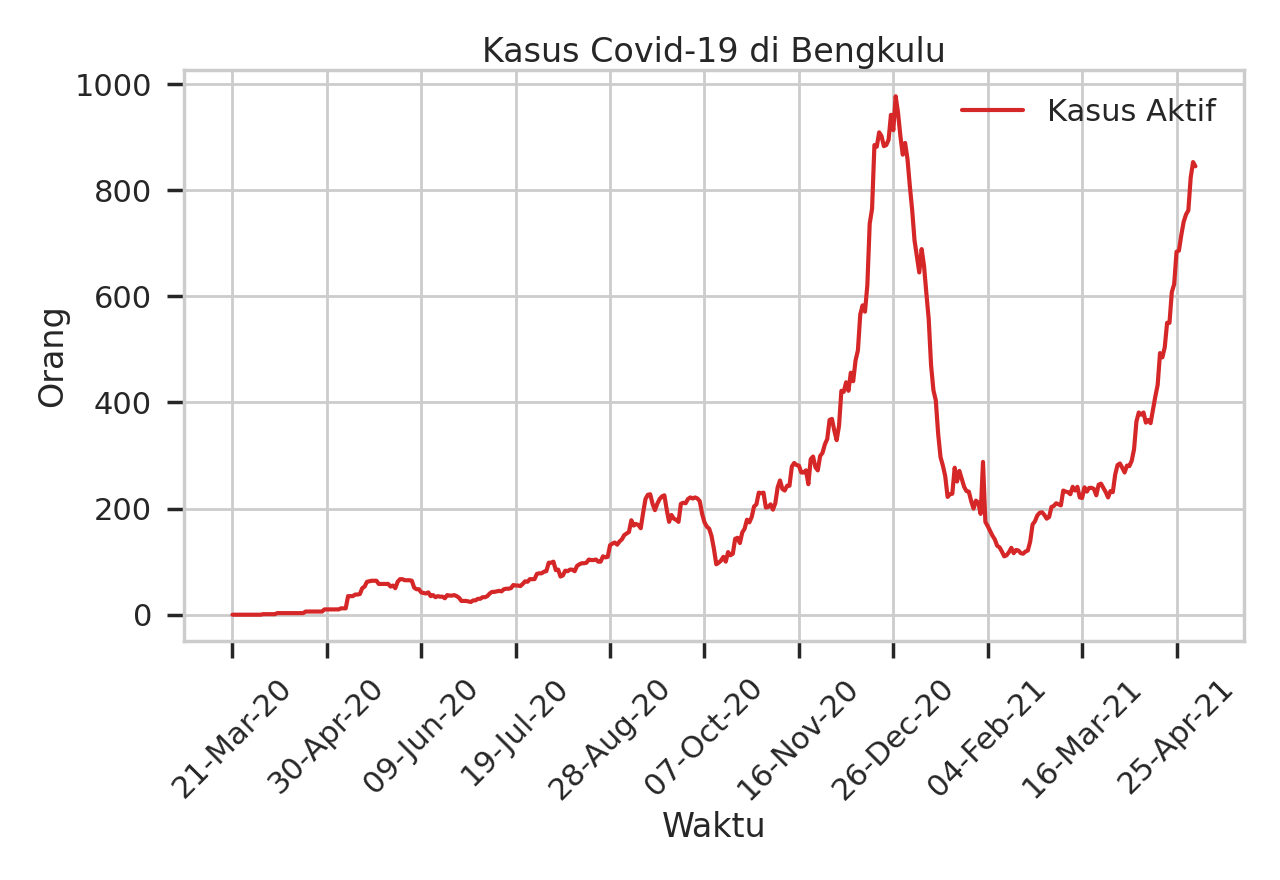 Kasus Covid-19 di Bengkulu
1000
800
600
400
200
0
Orang
Kasus Aktif
21-Mar-20
30-Apr-20
09-Jun-20
19-Jul-20
28-Aug-20
07-Oct-20
16-Nov-20
26-Dec-20
04-Feb-21
16-Mar-21
25-Apr-21
Waktu